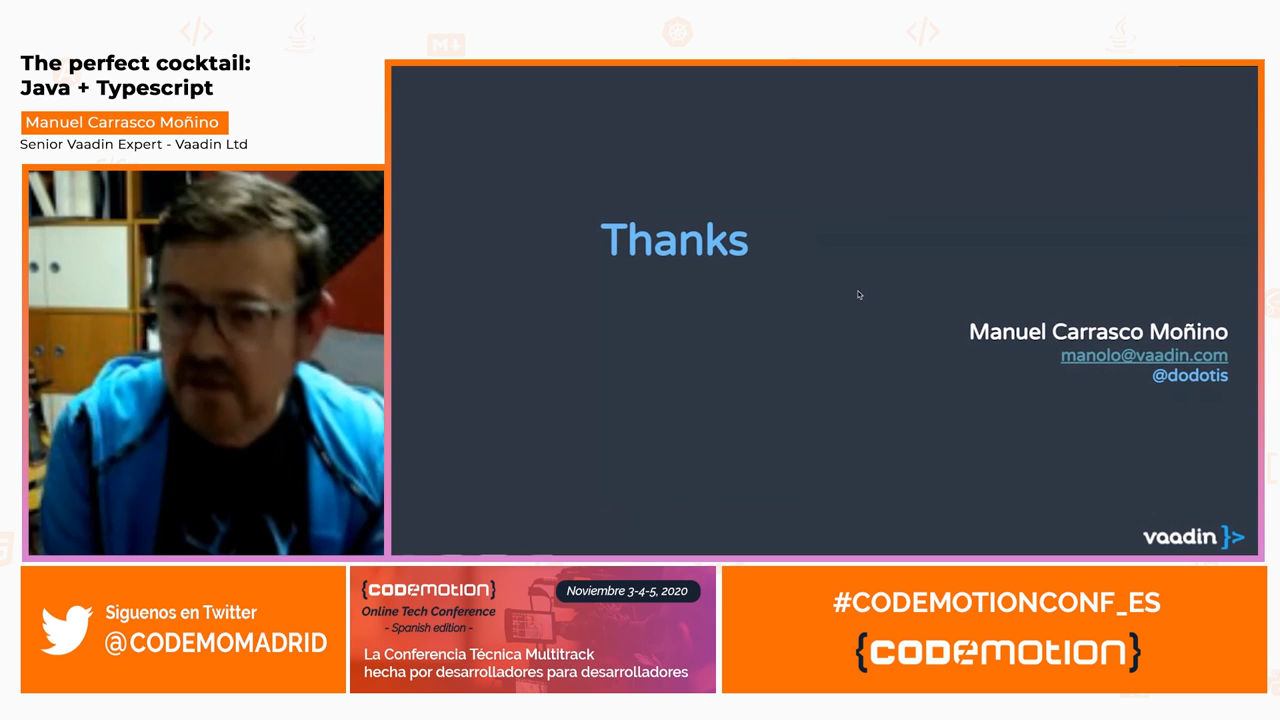 The perfect cocktail:
Java + Typescript
Manuel Carrasco Moñino
Senior Vaadin Expert - Vaadin Ltd
Thanks
Manuel Carrasco Moñino
manolo@vaadin.com
@dodotis
vaadin }>
Siguenos en Twitter
@CODEMOMADRID
{CODEMOTION}
Noviembre 3-4-5, 2020
Online Tech Conference
- Spanish edition -
La Conferencia Técnica Multitrack
hecha por desarrolladores para desarrolladores
#CODEMOTIONCONF_ES
{CODEMOTION}